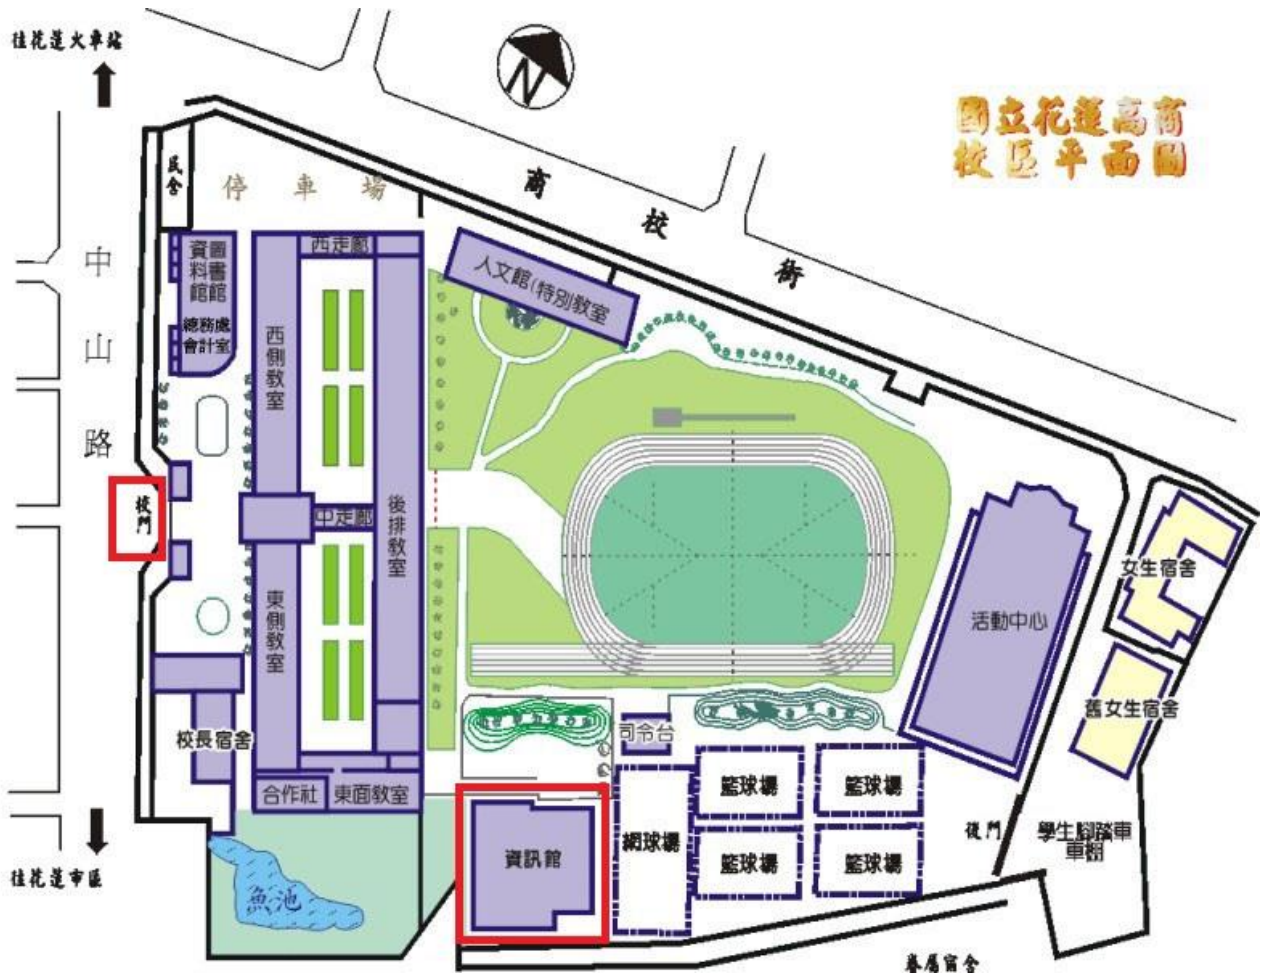 往花蓮火車站
N
國立花蓮高商
校區平面圖
民舍
停車場
商校街
中山路
圖書館
資料館
總務處
會計室
西走廊
人文館(特別教室
西側教室
後排教室
校門
中走廊
東側教室
活動中心
女生宿舍
舊女生宿舍
校長宿舍
司令台
合作社
東面教室
籃球場
籃球場
網球場
籃球場
籃球場
資訊館
後門
學生腳踏車
車棚
魚池
往花蓮市區
眷屬宿舍